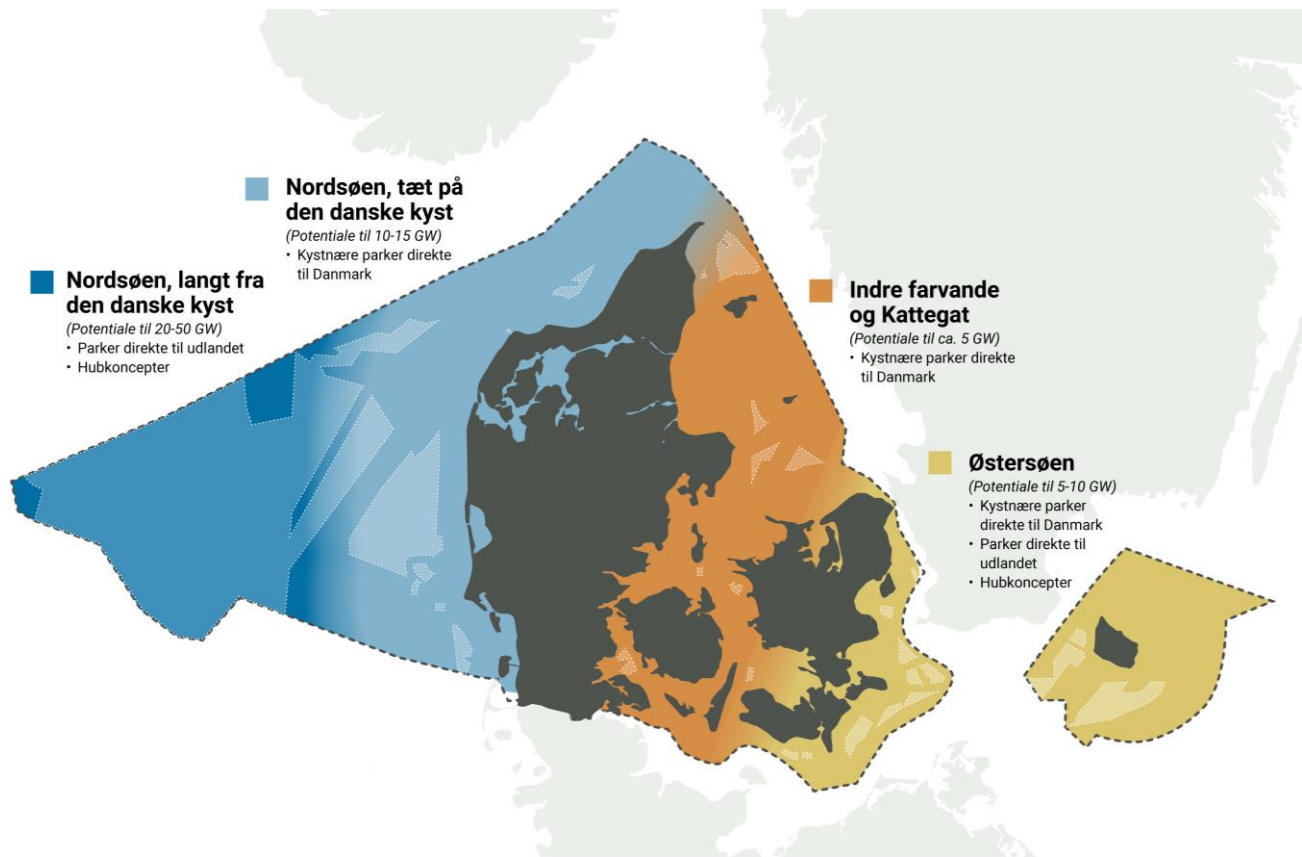 Nordsøen, tæt på
den danske kyst
(Potentiale til 10-15 GW)
• Kystnære parker direkte
til Danmark
Nordsøen, langt fra
den danske kyst
(Potentiale til 20-50 GW)
• Parker direkte til udlandet
• Hubkoncepter
Indre farvande
og Kattegat
(Potentiale til ca. 5 GW)
• Kystnære parker direkte
til Danmark
Østersøen
(Potentiale til 5-10 GW)
• Kystnære parker
direkte til Danmark
• Parker direkte til
udlandet
• Hubkoncepter